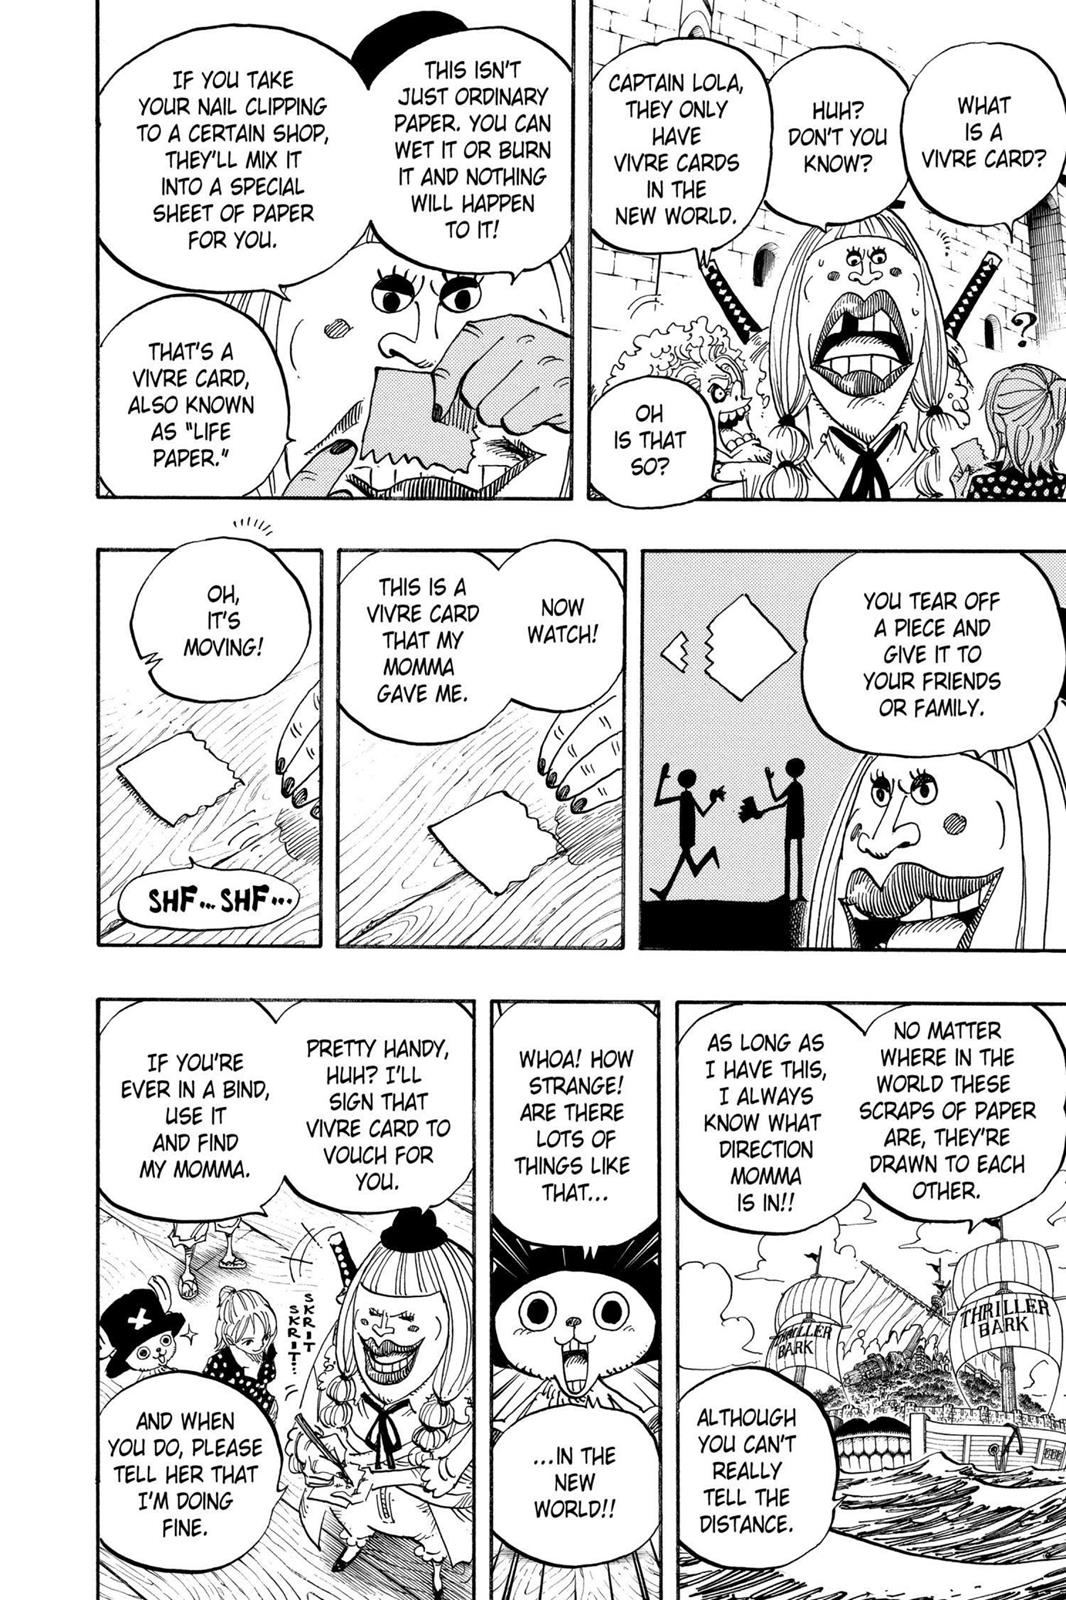 WHAT
IS A
VIVRE CARD?
HUH?
DON'T YOU
KNOW?
CAPTAIN LOLA,
THEY ONLY
HAVE
VIVRE CARDS
IN THE
NEW WORLD.
OH
IS THAT
SO?
?
THIS ISN'T
JUST ORDINARY
PAPER. YOU CAN
WET IT OR BURN
IT AND NOTHING
WILL HAPPEN
TO IT!
IF YOU TAKE
YOUR NAIL CLIPPING
TO A CERTAIN SHOP,
THEY'LL MIX IT
INTO A SPECIAL
SHEET OF PAPER
FOR YOU.
THAT'S A
VIVRE CARD,
ALSO KNOWN
AS "LIFE
PAPER."
YOU TEAR OFF
A PIECE AND
GIVE IT TO
YOUR FRIENDS
OR FAMILY.
NOW
WATCH!
THIS IS A
VIVRE CARD
THAT MY
MOMMA
GAVE ME.
OH,
IT'S
MOVING!
SHF... SHF...
NO MATTER
WHERE IN THE
WORLD THESE
SCRAPS OF PAPER
ARE, THEY'RE
DRAWN TO EACH
OTHER.
AS LONG AS
I HAVE THIS,
I ALWAYS
KNOW WHAT
DIRECTION
MOMMA
IS IN!!
THRILLER
BARK
THRILLER
BARK
ALTHOUGH
YOU CAN'T
REALLY
TELL THE
DISTANCE.
WHOA! HOW
STRANGE!
ARE THERE
LOTS OF
THINGS LIKE
THAT...
...IN THE
NEW
WORLD!!
PRETTY HANDY,
HUH? I'LL
SIGN THAT
VIVRE CARD TO
VOUCH FOR
YOU.
IF YOU'RE
EVER IN A BIND,
USE IT
AND FIND
MY MOMMA.
SKRIT
SKRIT...
AND WHEN
YOU DO, PLEASE
TELL HER THAT
I'M DOING
FINE.